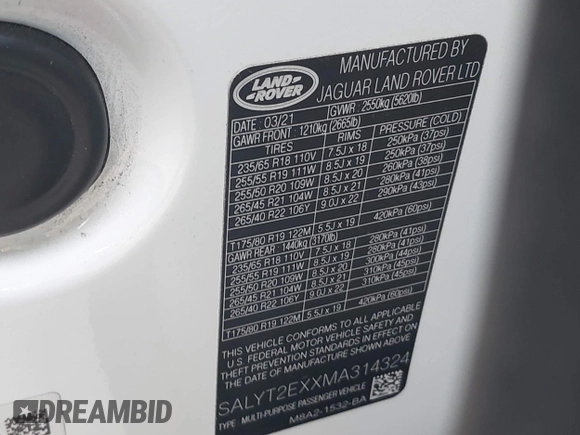 LAND-
ROVER
MANUFACTURED BY
JAGUAR LAND ROVER LTD
DATE 03/21 GVWR: 2550kg (5620lb)
GAWR FRONT: 1210kg (2665lb)
TIRES RIMS PRESSURE (COLD)
235/65 R18 110V 7.5J x 18 250kPa (37psi)
255/55 R19 111W 8.5J x 19 250kPa (37psi)
255/50 R20 109W 8.5J x 20 260kPa (38psi)
265/45 R21 104W 8.5J x 21 280kPa (41psi)
265/40 R22 106Y 9.0J x 22 290kPa (43psi)
T175/80 R19 122M 5.5J x 19 420kPa (60psi)
GAWR REAR 1440kg (3170lb)
235/65 R18 110V 7.5J x 18 280kPa (41psi)
255/55 R19 111W 8.5J x 19 280kPa (41psi)
255/50 R20 109W 8.5J x 20 300kPa (44psi)
265/45 R21 104W 8.5J x 21 310kPa (45psi)
265/40 R22 106Y 9.0J x 22 310kPa (45psi)
T175/80 R19 122M 5.5J x 19 420kPa (60psi)
THIS VEHICLE CONFORMS TO ALL APPLICABLE
U.S. FEDERAL MOTOR VEHICLE SAFETY AND
BUMPER STANDARDS IN EFFECT ON THE
DATE OF MANUFACTURE SHOWN ABOVE
SALYT2EXXMA314324
TYPE MULTI-PURPOSE PASSENGER VEHICLE
M8A2-1532-BA
DREAMBID